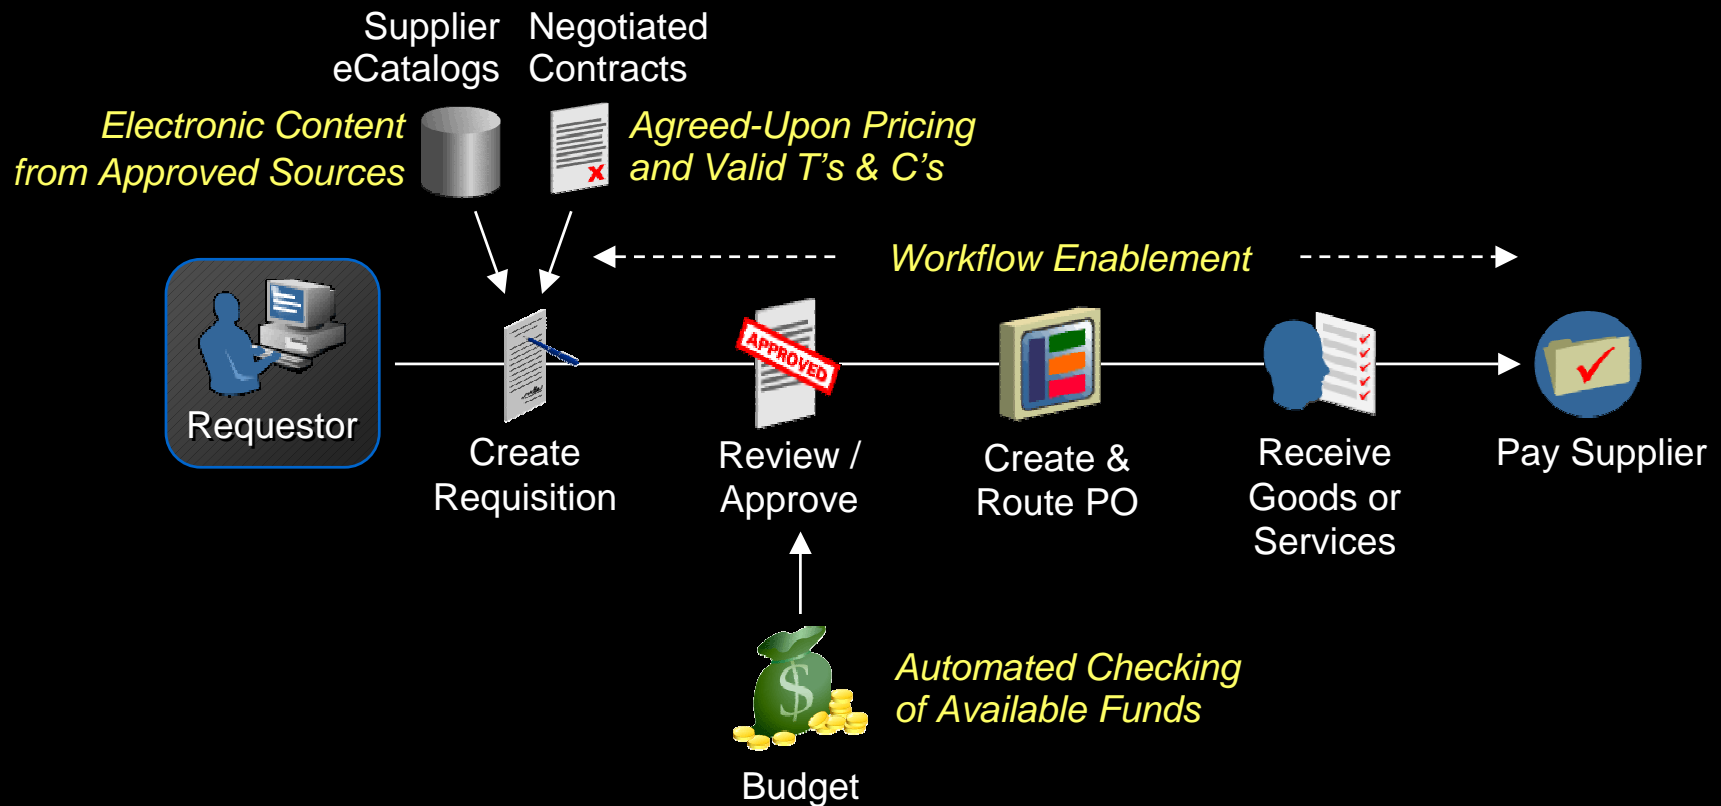 Supplier
eCatalogs
Negotiated
Contracts
Electronic Content
from Approved Sources
Agreed-Upon Pricing
and Valid T's & C's
Workflow Enablement
Requestor
Create
Requisition
APPROVED
Review /
Approve
Create &
Route PO
Receive
Goods or
Services
Pay Supplier
$
Automated Checking
of Available Funds
Budget